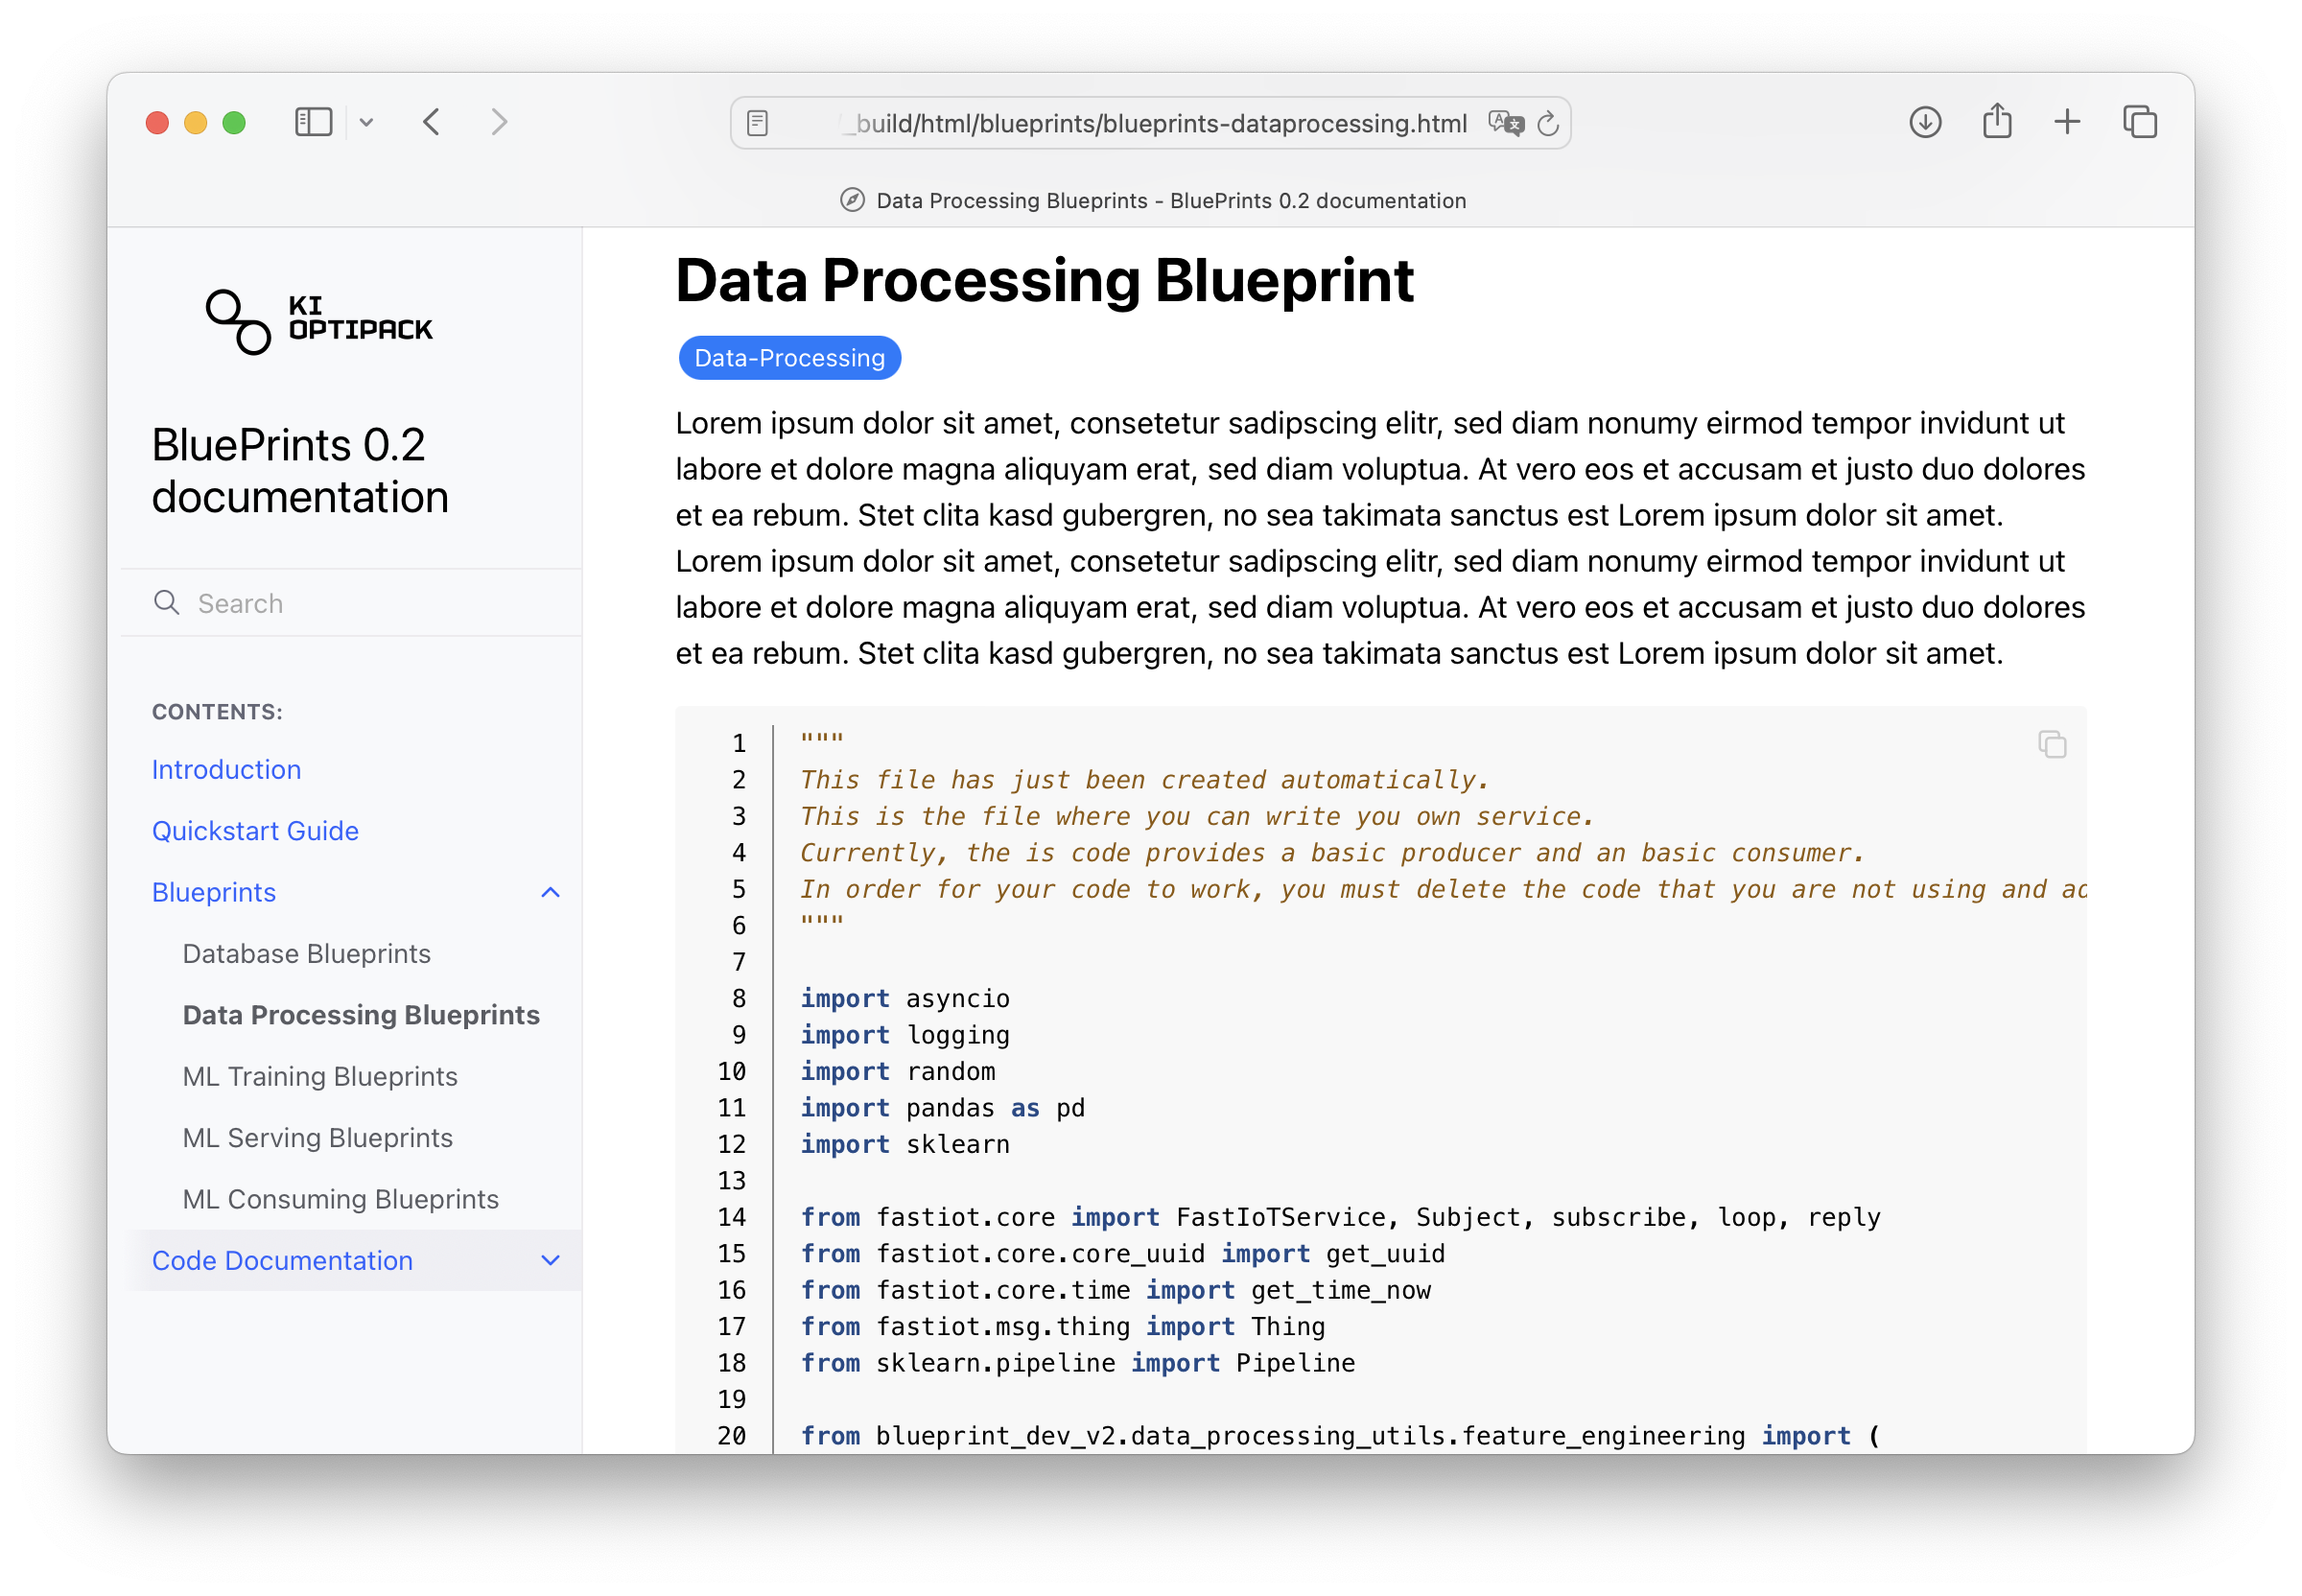 _build/html/blueprints/blueprints-dataprocessing.html
Data Processing Blueprints - BluePrints 0.2 documentation
KI
OPTIPACK
BluePrints 0.2
documentation
Search
CONTENTS:
Introduction
Quickstart Guide
Blueprints
Database Blueprints
Data Processing Blueprints
ML Training Blueprints
ML Serving Blueprints
ML Consuming Blueprints
Code Documentation
Data Processing Blueprint
Data-Processing
Lorem ipsum dolor sit amet, consetetur sadipscing elitr, sed diam nonumy eirmod tempor invidunt ut
labore et dolore magna aliquyam erat, sed diam voluptua. At vero eos et accusam et justo duo dolores
et ea rebum. Stet clita kasd gubergren, no sea takimata sanctus est Lorem ipsum dolor sit amet.
Lorem ipsum dolor sit amet, consetetur sadipscing elitr, sed diam nonumy eirmod tempor invidunt ut
labore et dolore magna aliquyam erat, sed diam voluptua. At vero eos et accusam et justo duo dolores
et ea rebum. Stet clita kasd gubergren, no sea takimata sanctus est Lorem ipsum dolor sit amet.
1 """
2 This file has just been created automatically.
3 This is the file where you can write you own service.
4 Currently, the is code provides a basic producer and an basic consumer.
5 In order for your code to work, you must delete the code that you are not using and ad
6 """
7
8 import asyncio
9 import logging
10 import random
11 import pandas as pd
12 import sklearn
13
14 from fastiot.core import FastIoTService, Subject, subscribe, loop, reply
15 from fastiot.core.core_uuid import get_uuid
16 from fastiot.core.time import get_time_now
17 from fastiot.msg.thing import Thing
18 from sklearn.pipeline import Pipeline
19
20 from blueprint_dev_v2.data_processing_utils.feature_engineering import (